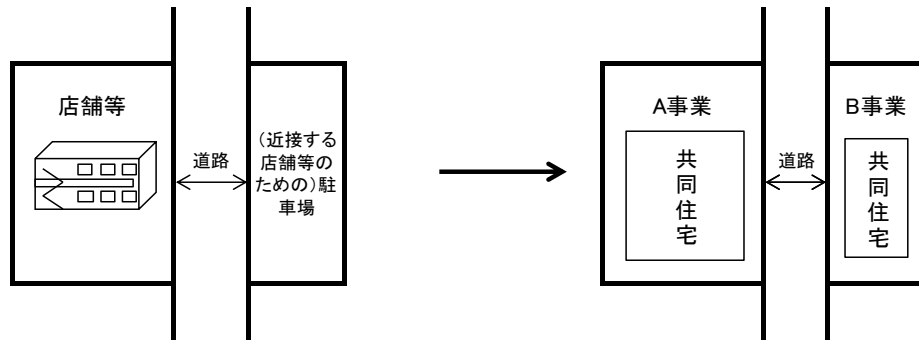 店舗等
道路
（近接する
店舗等の
ための）駐
車場
A事業
共同住宅
道路
B事業
共同住宅